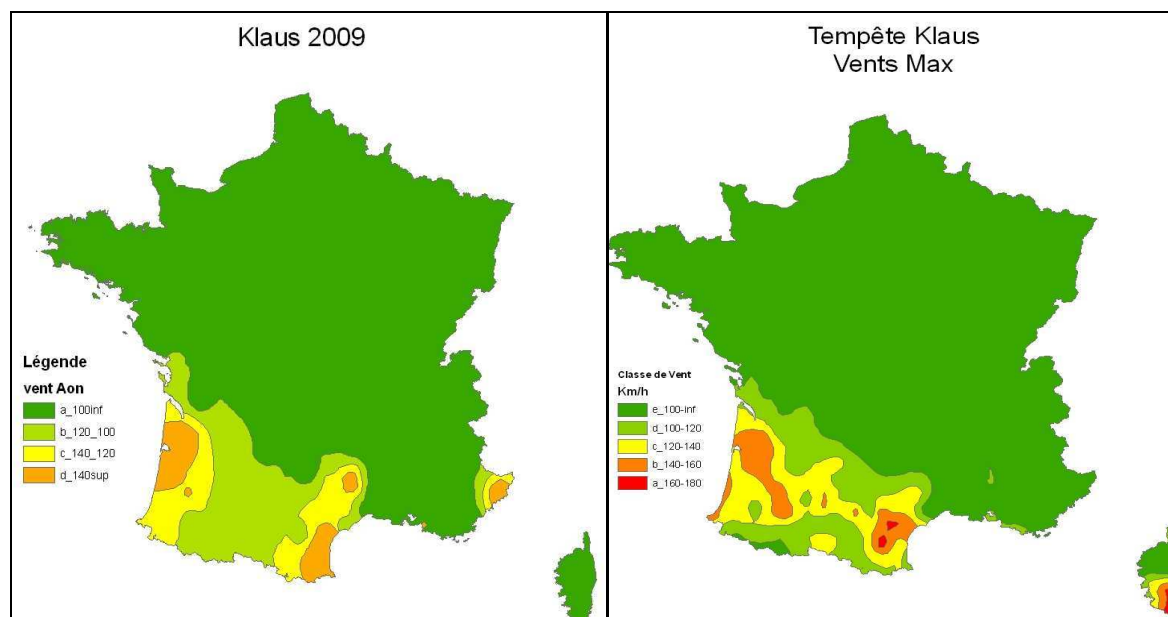 Klaus 2009
Légende
vent Aon
a_100inf
b_120_100
c_140_120
d_140sup
Tempête Klaus
Vents Max
Classe de Vent
Km/h
e_100-inf
d_100-120
c_120-140
b_140-160
a_160-180